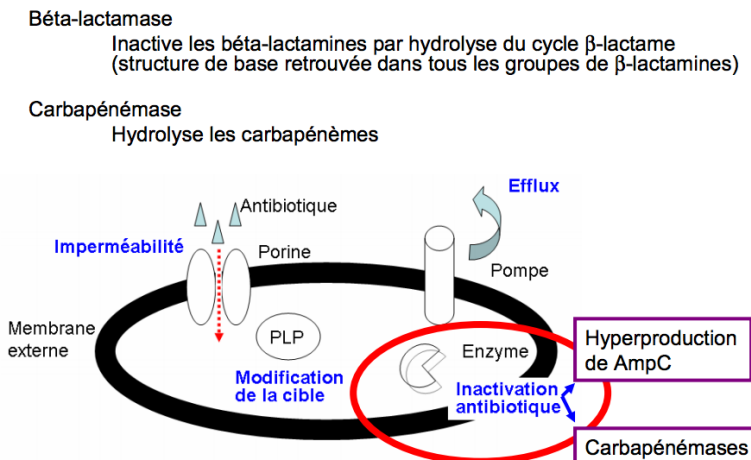 Béta-lactamase
Inactive les béta-lactamines par hydrolyse du cycle β-lactame
(structure de base retrouvée dans tous les groupes de β-lactamines)
Carbapénémase
Hydrolyse les carbapénèmes
Efflux
Antibiotique
Imperméabilité
Porine
Pompe
Membrane
externe
PLP
Enzyme
Modification
de la cible
Inactivation
antibiotique
Hyperproduction
de AmpC
Carbapénémases